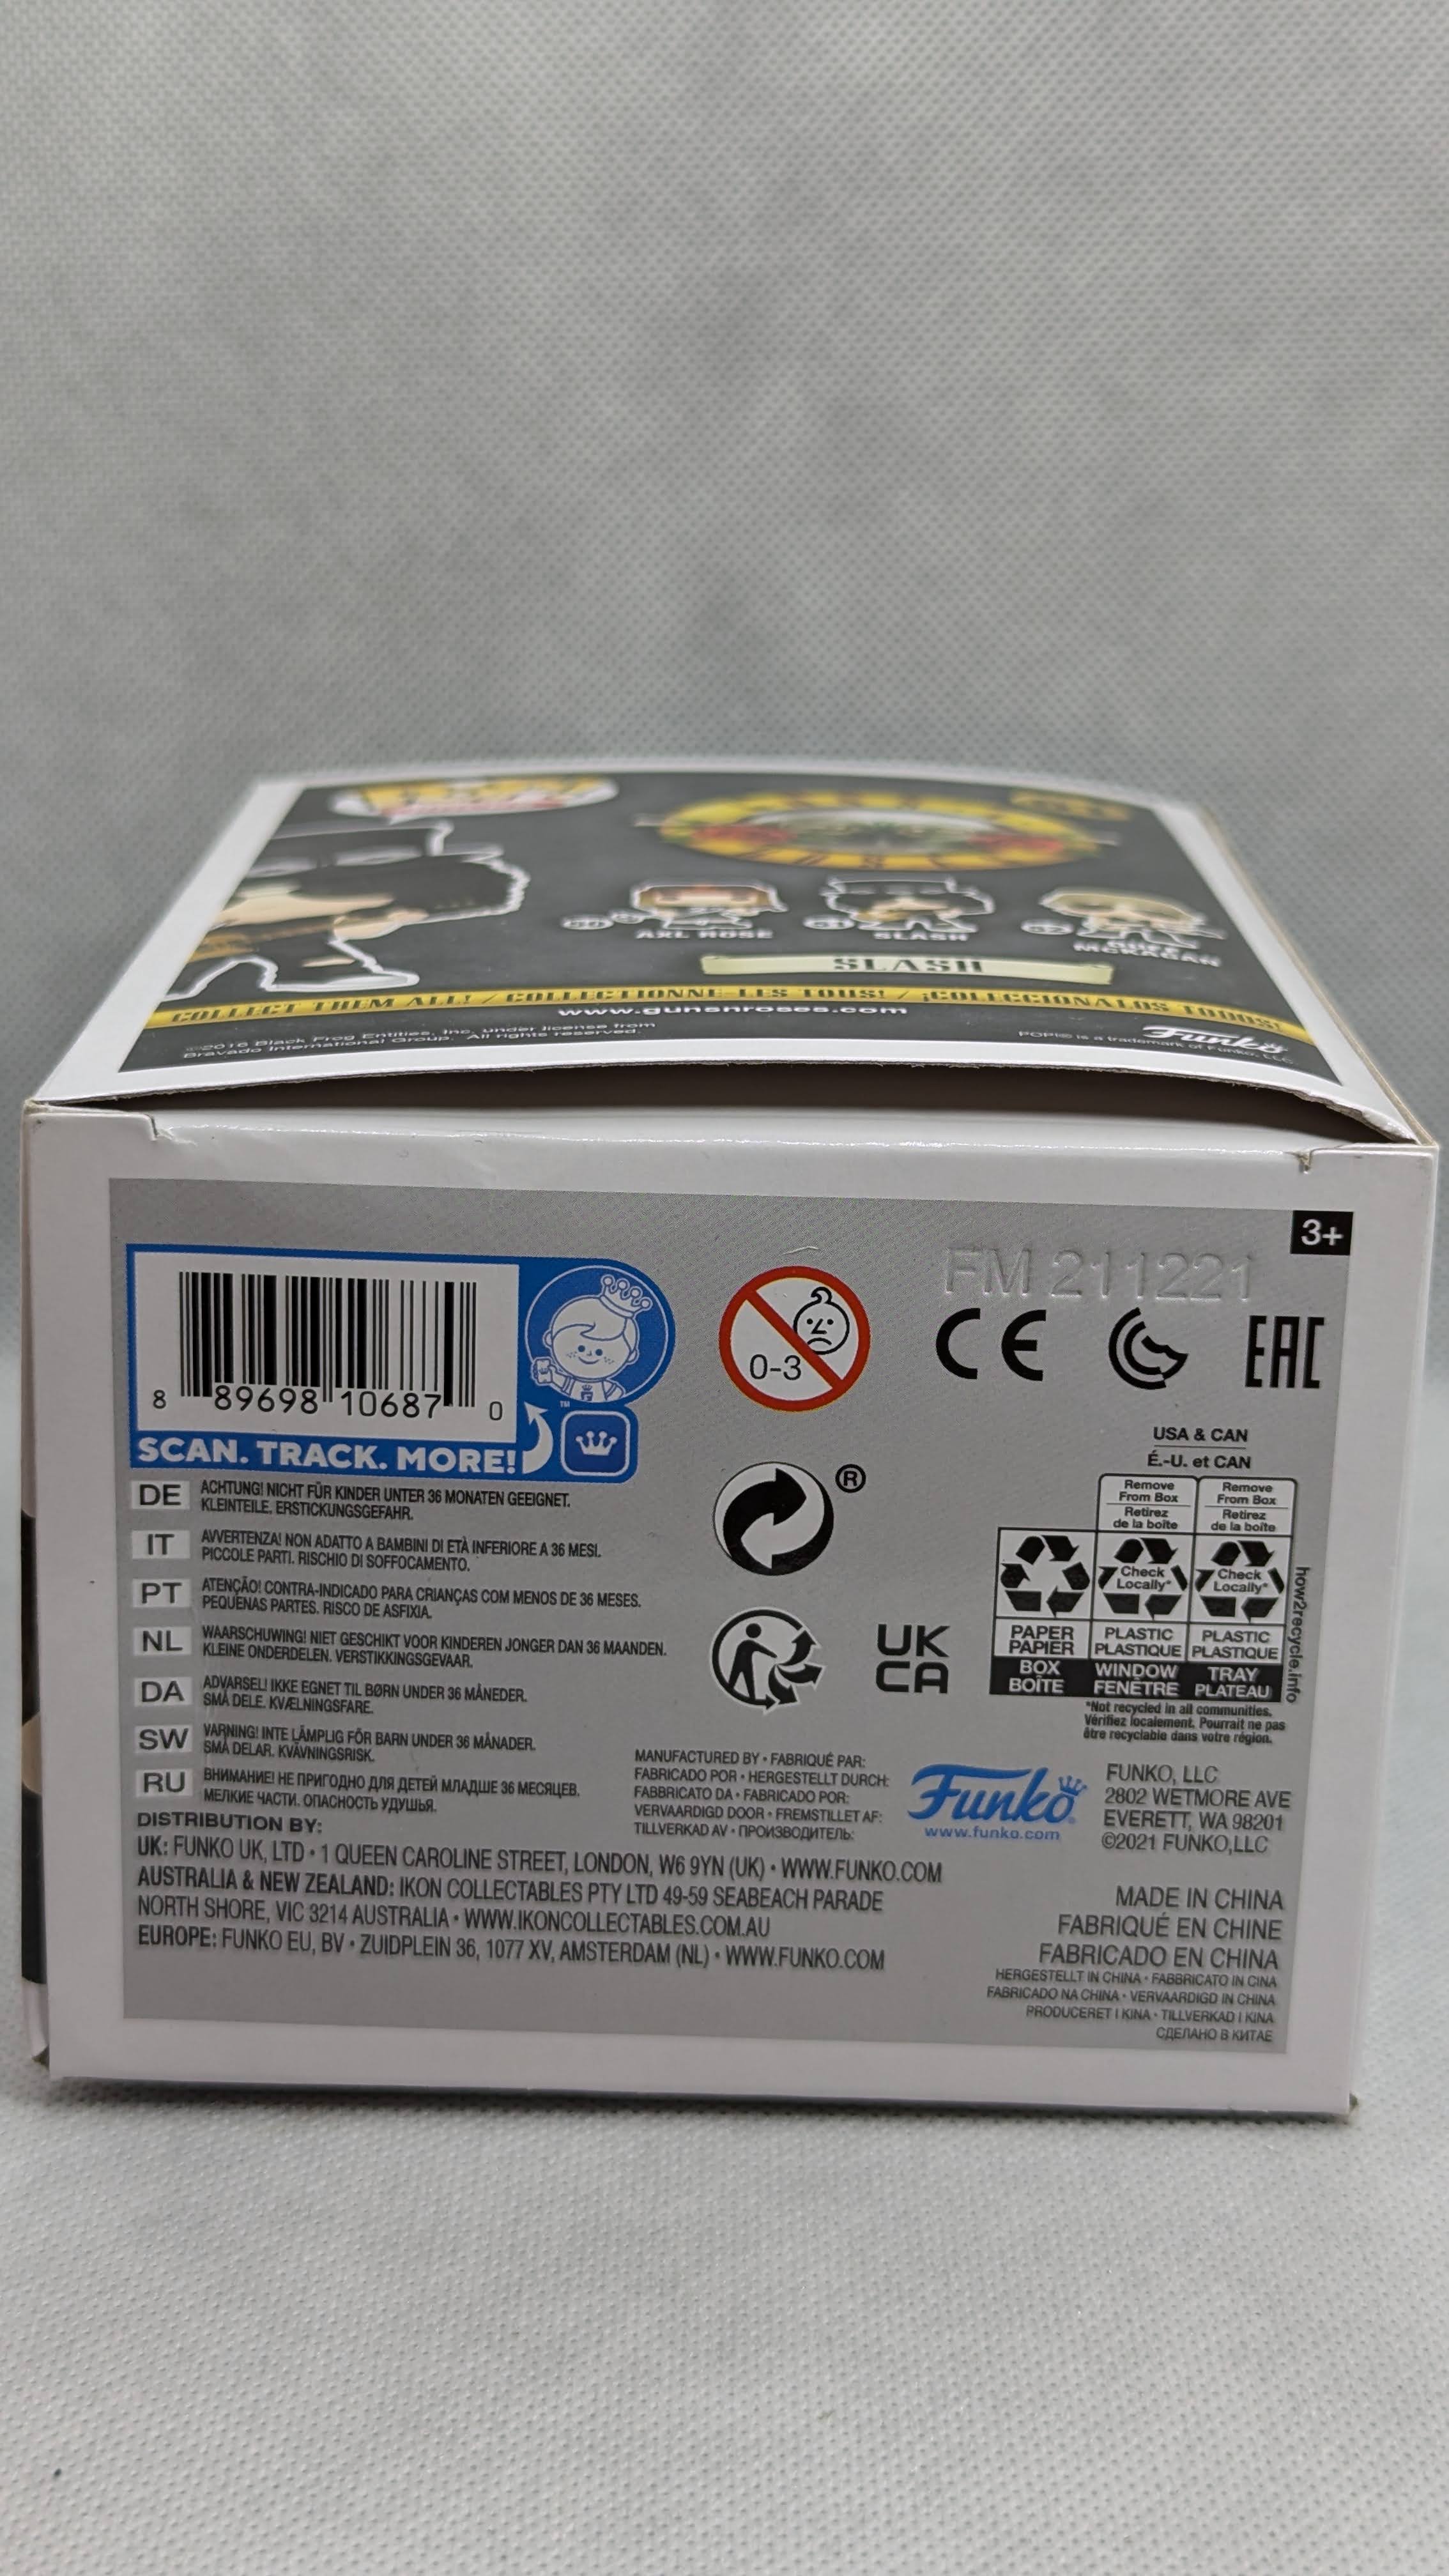 AXL ROSE
SLASH
MCKAGAN
SLASH
COLLECT THEM ALL! / COLLECTIONNE-LES TOUS! / ¡COLECCIÓNALOS TODOS!
www.gunsnroses.com
©2016 Black Frog Entities, Inc. under license from
Bravado International Group. All rights reserved.
POP!® is a trademark of Funko, LLC.
Funko
3+
FM 211221
8 89698 10687 0
SCAN. TRACK. MORE!
TM
0-3
CE
EAC
®
UK
CA
USA & CAN
É.-U. et CAN
Remove
From Box
Retirez
de la boîte
Remove
From Box
Retirez
de la boîte
Check
Locally*
Check
Locally*
PAPER
PAPIER
PLASTIC
PLASTIQUE
PLASTIC
PLASTIQUE
BOX
BOÎTE
WINDOW
FENÊTRE
TRAY
PLATEAU
how2recycle.info
*Not recycled in all communities.
Vérifiez localement. Pourrait ne pas
être recyclable dans votre région.
DE ACHTUNG! NICHT FÜR KINDER UNTER 36 MONATEN GEEIGNET.
KLEINTEILE. ERSTICKUNGSGEFAHR.
IT AVVERTENZA! NON ADATTO A BAMBINI DI ETÀ INFERIORE A 36 MESI.
PICCOLE PARTI. RISCHIO DI SOFFOCAMENTO.
PT ATENÇÃO! CONTRA-INDICADO PARA CRIANÇAS COM MENOS DE 36 MESES.
PEQUENAS PARTES. RISCO DE ASFIXIA.
NL WAARSCHUWING! NIET GESCHIKT VOOR KINDEREN JONGER DAN 36 MAANDEN.
KLEINE ONDERDELEN. VERSTIKKINGSGEVAAR.
DA ADVARSEL! IKKE EGNET TIL BØRN UNDER 36 MÅNEDER.
SMÅ DELE. KVÆLNINGSFARE.
SW VARNING! INTE LÄMPLIG FÖR BARN UNDER 36 MÅNADER.
SMÅ DELAR. KVÄVNINGSRISK.
RU ВНИМАНИЕ! НЕ ПРИГОДНО ДЛЯ ДЕТЕЙ МЛАДШЕ 36 МЕСЯЦЕВ.
МЕЛКИЕ ЧАСТИ. ОПАСНОСТЬ УДУШЬЯ.
MANUFACTURED BY • FABRIQUÉ PAR:
FABRICADO POR • HERGESTELLT DURCH:
FABBRICATO DA • FABRICADO POR:
VERVAARDIGD DOOR • FREMSTILLET AF:
TILLVERKAD AV • ПРОИЗВОДИТЕЛЬ:
Funko
www.funko.com
FUNKO, LLC
2802 WETMORE AVE
EVERETT, WA 98201
©2021 FUNKO,LLC
DISTRIBUTION BY:
UK: FUNKO UK, LTD • 1 QUEEN CAROLINE STREET, LONDON, W6 9YN (UK) • WWW.FUNKO.COM
AUSTRALIA & NEW ZEALAND: IKON COLLECTABLES PTY LTD 49-59 SEABEACH PARADE
NORTH SHORE, VIC 3214 AUSTRALIA • WWW.IKONCOLLECTABLES.COM.AU
EUROPE: FUNKO EU, BV • ZUIDPLEIN 36, 1077 XV, AMSTERDAM (NL) • WWW.FUNKO.COM
MADE IN CHINA
FABRIQUÉ EN CHINE
FABRICADO EN CHINA
HERGESTELLT IN CHINA • FABBRICATO IN CINA
FABRICADO NA CHINA • VERVAARDIGD IN CHINA
PRODUCERET I KINA • TILLVERKAD I KINA
СДЕЛАНО В КИТАЕ